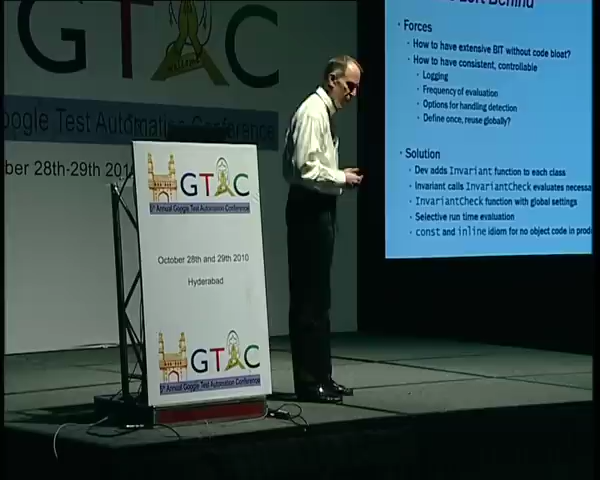 GTAC
oogle Test Automation Conference
ber 28th-29th 201
GTAC
5th Annual Google Test Automation Conference
October 28th and 29th 2010
Hyderabad
GTAC
5th Annual Google Test Automation Conference
Left Behind
• Forces
• How to have extensive BIT without code bloat?
• How to have consistent, controllable
• Logging
• Frequency of evaluation
• Options for handling detection
• Define once, reuse globally?
• Solution
• Dev adds Invariant function to each class
• Invariant calls InvariantCheck evaluates necessa
• InvariantCheck function with global settings
• Selective run time evaluation
• const and inline idiom for no object code in prod